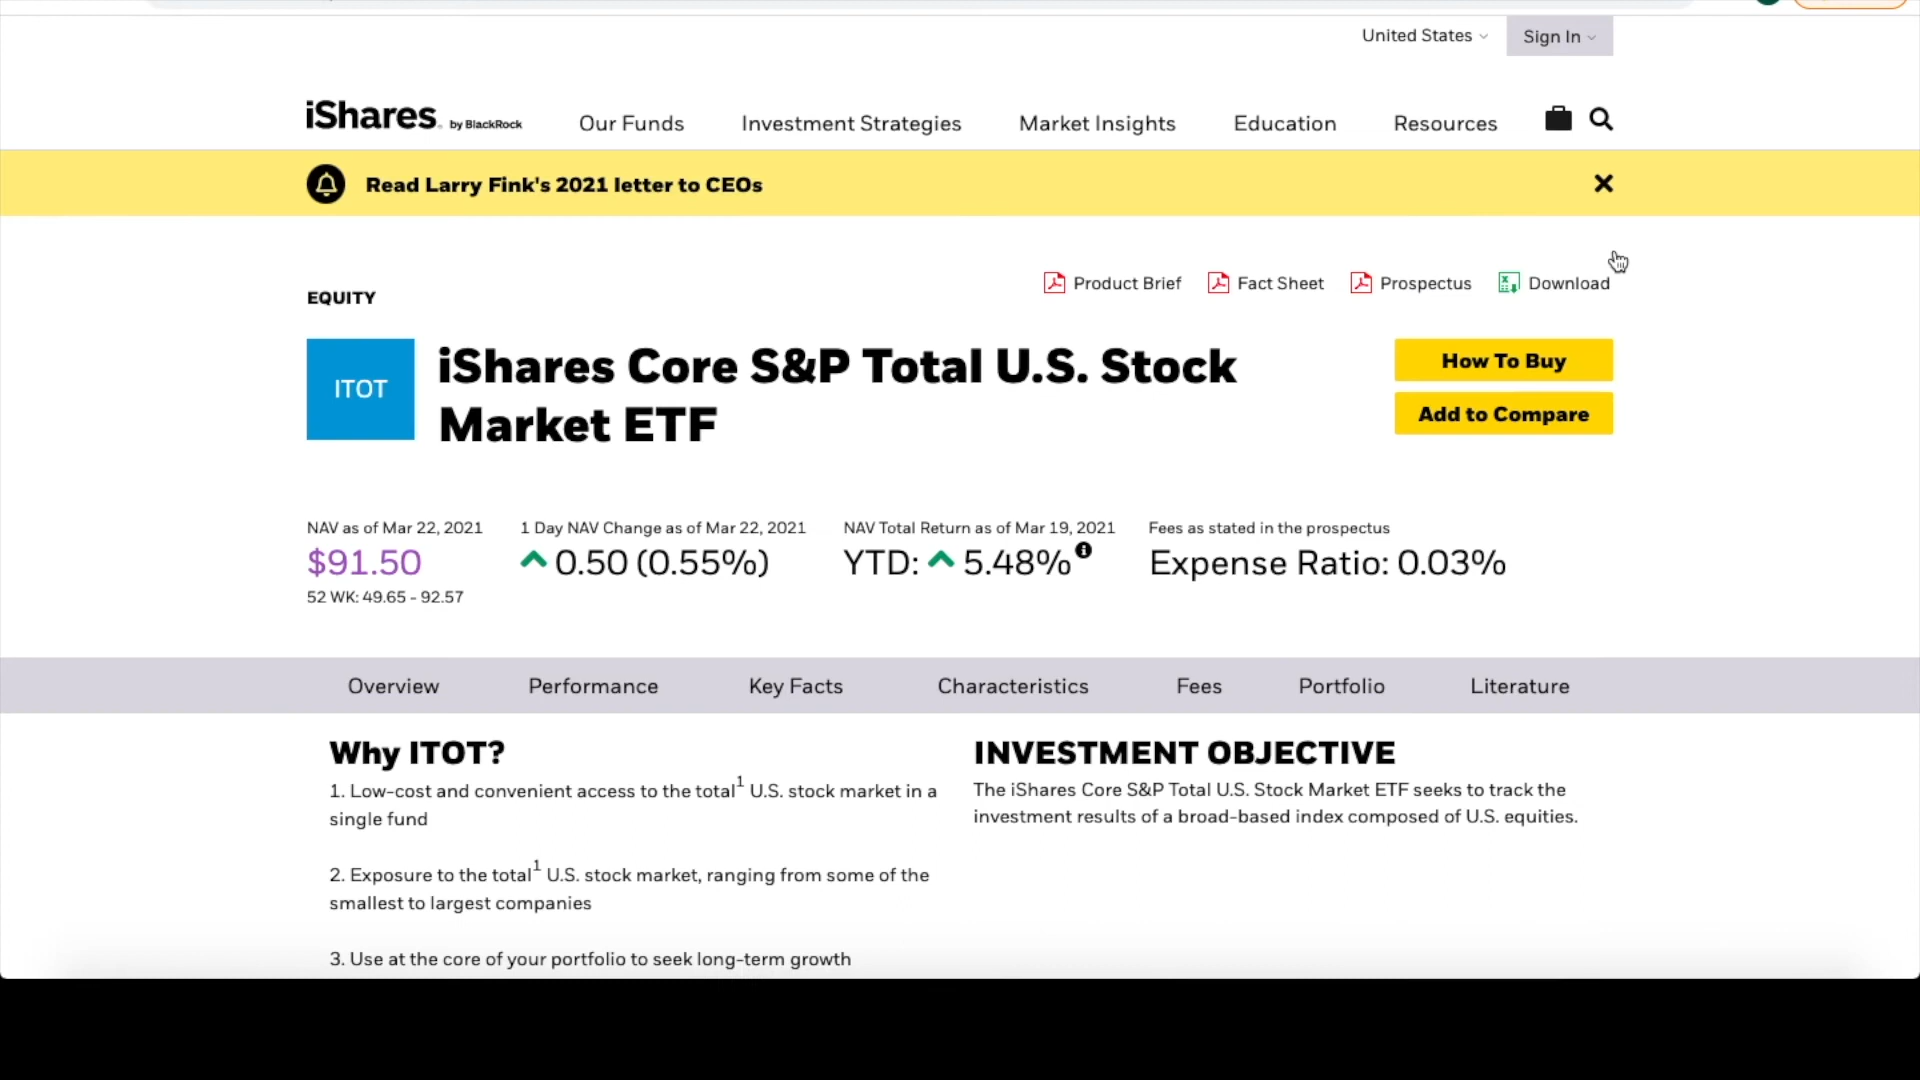 United States
Sign In
iShares. by BlackRock
Our Funds
Investment Strategies
Market Insights
Education
Resources
Read Larry Fink's 2021 letter to CEOs
Product Brief
Fact Sheet
Prospectus
Download
EQUITY
ITOT
iShares Core S&P Total U.S. Stock
Market ETF
How To Buy
Add to Compare
NAV as of Mar 22, 2021
$91.50
52 WK: 49.65 - 92.57
1 Day NAV Change as of Mar 22, 2021
0.50 (0.55%)
NAV Total Return as of Mar 19, 2021
YTD: 5.48%
Fees as stated in the prospectus
Expense Ratio: 0.03%
Overview
Performance
Key Facts
Characteristics
Fees
Portfolio
Literature
Why ITOT?
1. Low-cost and convenient access to the total1 U.S. stock market in a
single fund
2. Exposure to the total1 U.S. stock market, ranging from some of the
smallest to largest companies
3. Use at the core of your portfolio to seek long-term growth
INVESTMENT OBJECTIVE
The iShares Core S&P Total U.S. Stock Market ETF seeks to track the
investment results of a broad-based index composed of U.S. equities.